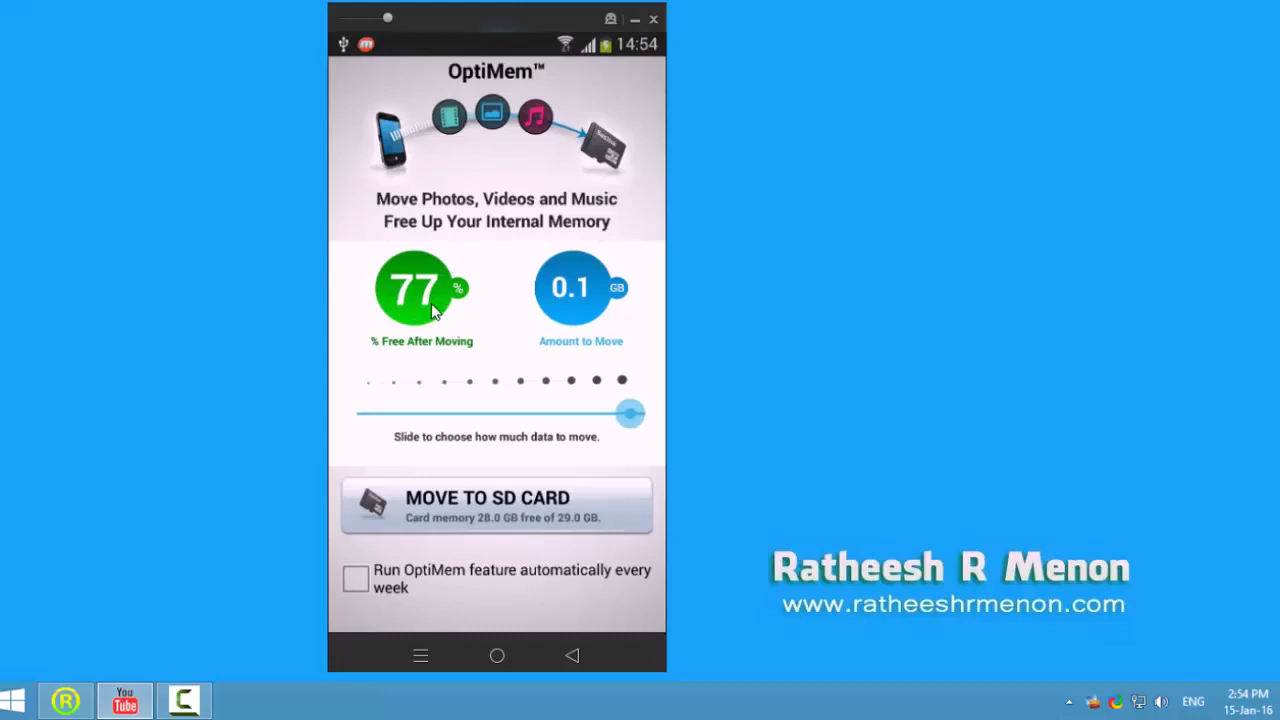 14:54
OptiMem™
SanDisk
Move Photos, Videos and Music
Free Up Your Internal Memory
77 %
0.1 GB
% Free After Moving
Amount to Move
Slide to choose how much data to move.
MOVE TO SD CARD
Card memory 28.0 GB free of 29.0 GB.
Run OptiMem feature automatically every
week
Ratheesh R Menon
www.ratheeshrmenon.com
R
You
Tube
C
ENG
2:54 PM
15-Jan-16